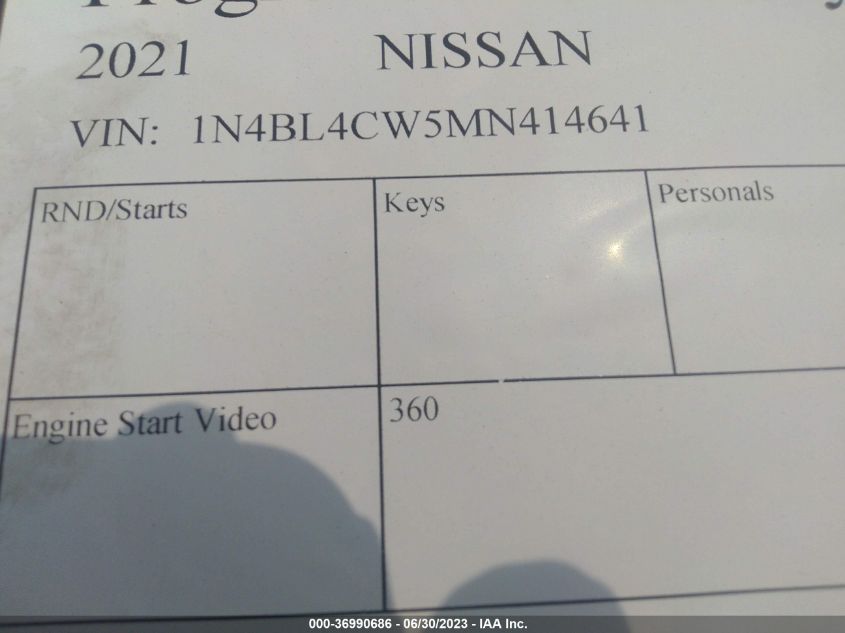 2021 NISSAN
VIN: 1N4BL4CW5MN414641
RND/Starts Keys Personals
Engine Start Video 360
000-36990686 - 06/30/2023 - IAA Inc.